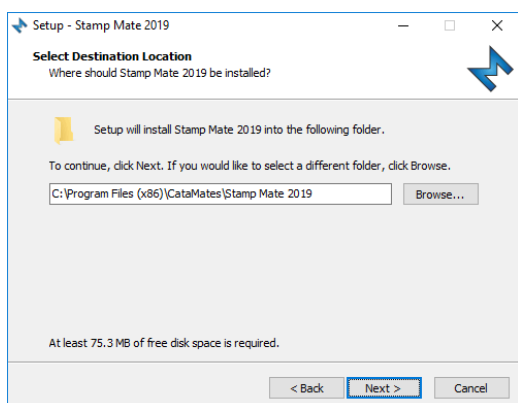 Setup - Stamp Mate 2019
Select Destination Location
Where should Stamp Mate 2019 be installed?
Setup will install Stamp Mate 2019 into the following folder.
To continue, click Next. If you would like to select a different folder, click Browse.
C:\Program Files (x86)\CataMates\Stamp Mate 2019
Browse...
At least 75.3 MB of free disk space is required.
< Back
Next >
Cancel